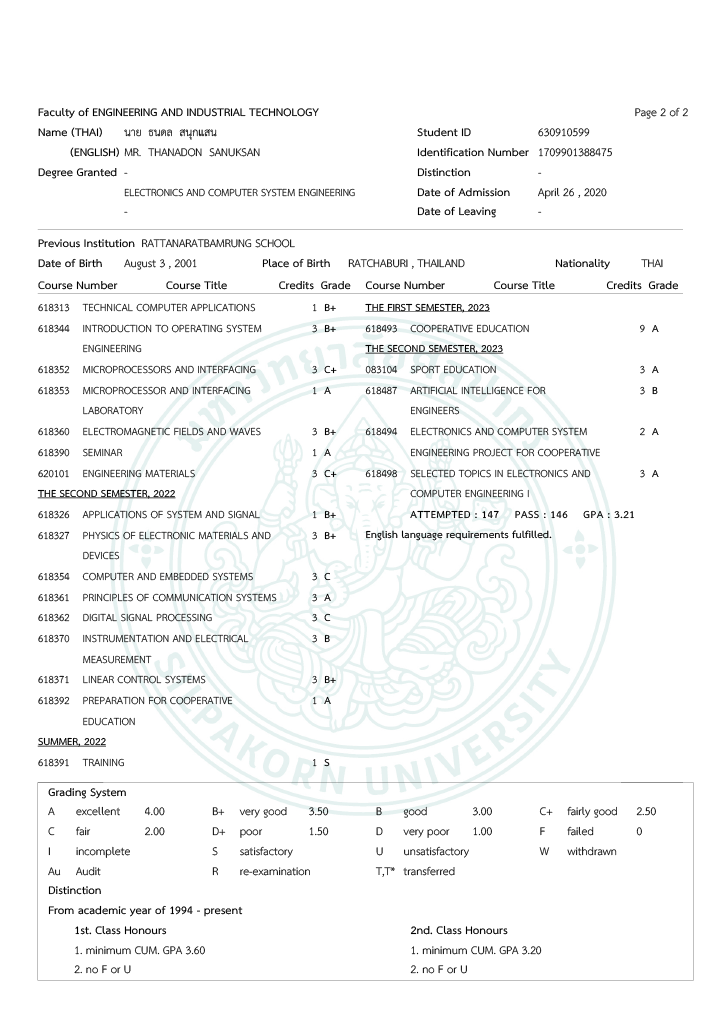 Faculty of ENGINEERING AND INDUSTRIAL TECHNOLOGY Page 2 of 2
Name (THAI) นาย ธนดล สนุกแสน Student ID 630910599
(ENGLISH) MR. THANADON SANUKSAN Identification Number 1709901388475
Degree Granted - Distinction -
ELECTRONICS AND COMPUTER SYSTEM ENGINEERING Date of Admission April 26 , 2020
- Date of Leaving -
Previous Institution RATTANARATBAMRUNG SCHOOL
Date of Birth August 3 , 2001 Place of Birth RATCHABURI , THAILAND Nationality THAI
Course Number Course Title Credits Grade Course Number Course Title Credits Grade
618313 TECHNICAL COMPUTER APPLICATIONS 1 B+
618344 INTRODUCTION TO OPERATING SYSTEM 3 B+
ENGINEERING
618352 MICROPROCESSORS AND INTERFACING 3 C+
618353 MICROPROCESSOR AND INTERFACING 1 A
LABORATORY
618360 ELECTROMAGNETIC FIELDS AND WAVES 3 B+
618390 SEMINAR 1 A
620101 ENGINEERING MATERIALS 3 C+
THE SECOND SEMESTER, 2022
618326 APPLICATIONS OF SYSTEM AND SIGNAL 1 B+
618327 PHYSICS OF ELECTRONIC MATERIALS AND 3 B+
DEVICES
618354 COMPUTER AND EMBEDDED SYSTEMS 3 C
618361 PRINCIPLES OF COMMUNICATION SYSTEMS 3 A
618362 DIGITAL SIGNAL PROCESSING 3 C
618370 INSTRUMENTATION AND ELECTRICAL 3 B
MEASUREMENT
618371 LINEAR CONTROL SYSTEMS 3 B+
618392 PREPARATION FOR COOPERATIVE 1 A
EDUCATION
SUMMER, 2022
618391 TRAINING 1 S
THE FIRST SEMESTER, 2023
618493 COOPERATIVE EDUCATION 9 A
THE SECOND SEMESTER, 2023
083104 SPORT EDUCATION 3 A
618487 ARTIFICIAL INTELLIGENCE FOR 3 B
ENGINEERS
618494 ELECTRONICS AND COMPUTER SYSTEM 2 A
ENGINEERING PROJECT FOR COOPERATIVE
618498 SELECTED TOPICS IN ELECTRONICS AND 3 A
COMPUTER ENGINEERING I
ATTEMPTED : 147 PASS : 146 GPA : 3.21
English language requirements fulfilled.
มหาวิทยาลัยศิลปากร
SILPAKORN UNIVERSITY
Grading System
A excellent 4.00 B+ very good 3.50 B good 3.00 C+ fairly good 2.50
C fair 2.00 D+ poor 1.50 D very poor 1.00 F failed 0
I incomplete S satisfactory U unsatisfactory W withdrawn
Au Audit R re-examination T,T* transferred
Distinction
From academic year of 1994 - present
1st. Class Honours 2nd. Class Honours
1. minimum CUM. GPA 3.60 1. minimum CUM. GPA 3.20
2. no F or U 2. no F or U